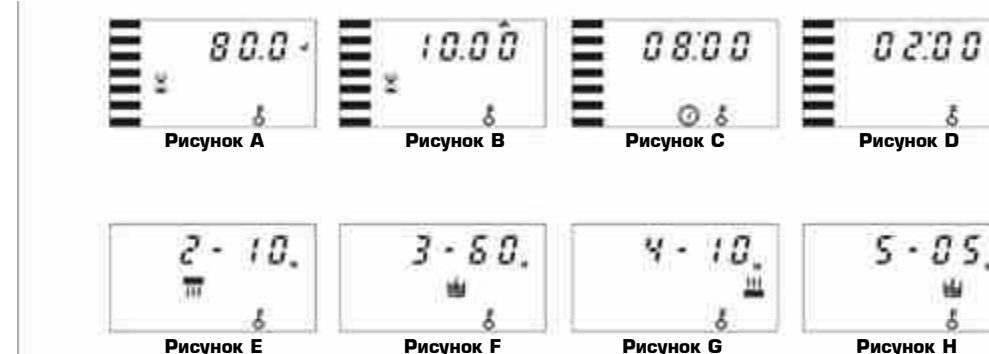 80.0
10.00
08:00
02:00
Рисунок A
Рисунок B
Рисунок C
Рисунок D
2 - 10.
3 - 60.
4 - 10.
5 - 05.
Рисунок E
Рисунок F
Рисунок G
Рисунок H